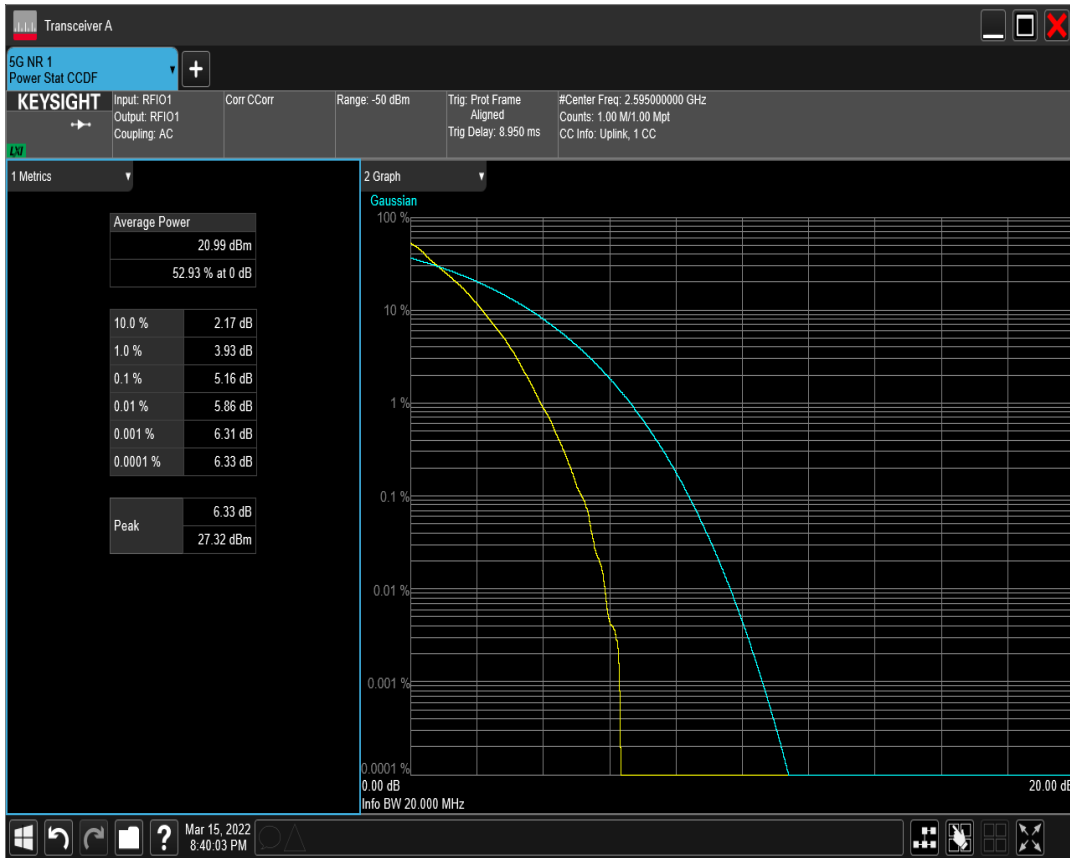 Transceiver A
5G NR 1
Power Stat CCDF
KEYSIGHT
LXI
Input: RFIO1
Output: RFIO1
Coupling: AC
Corr CCorr
Range: -50 dBm
Trig: Prot Frame
Aligned
Trig Delay: 8.950 ms
#Center Freq: 2.595000000 GHz
Counts: 1.00 M/1.00 Mpt
CC Info: Uplink, 1 CC
1 Metrics
Average Power
20.99 dBm
52.93 % at 0 dB
10.0 % 2.17 dB
1.0 % 3.93 dB
0.1 % 5.16 dB
0.01 % 5.86 dB
0.001 % 6.31 dB
0.0001 % 6.33 dB
Peak 6.33 dB
27.32 dBm
2 Graph
Gaussian
100 %
10 %
1 %
0.1 %
0.01 %
0.001 %
0.0001 %
0.00 dB 20.00 dB
Info BW 20.000 MHz
Mar 15, 2022
8:40:03 PM